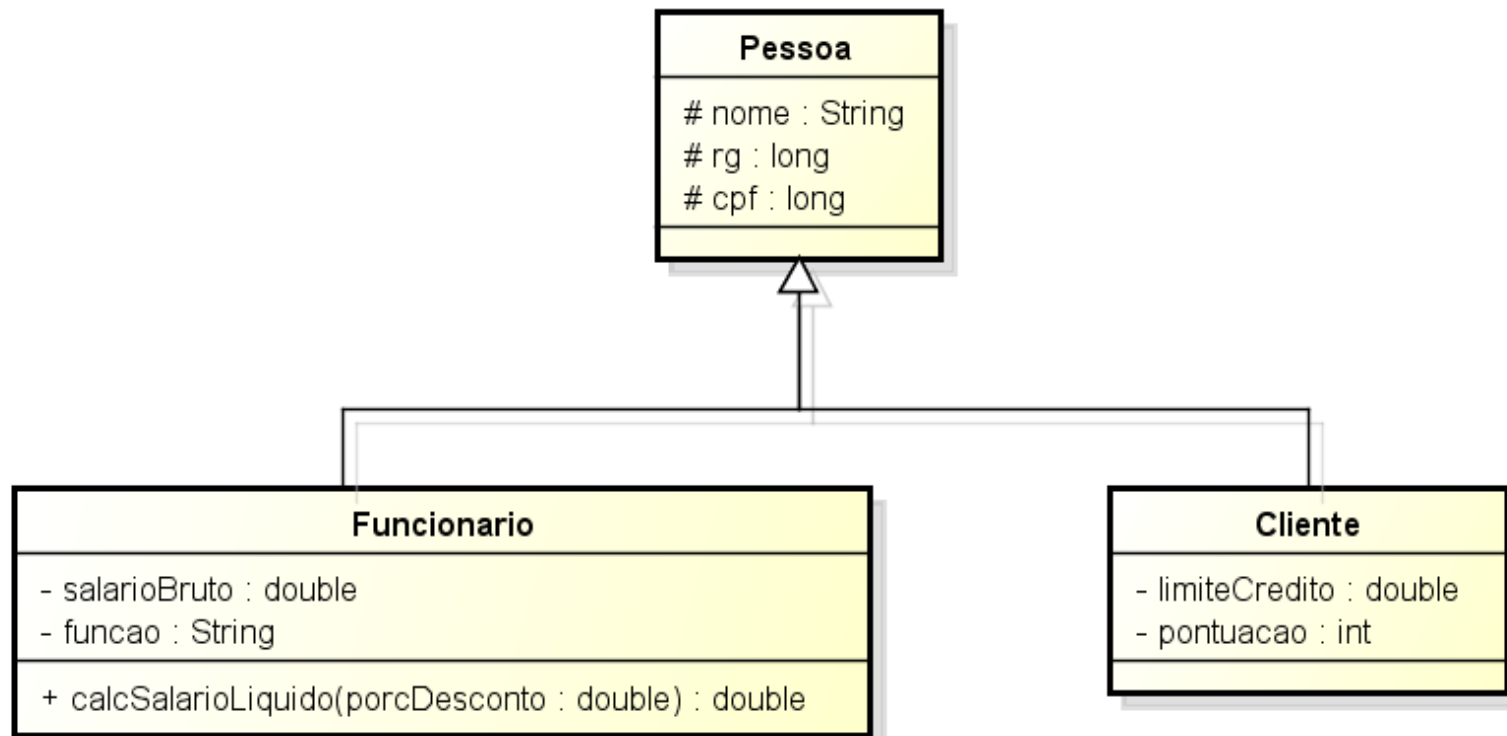 Pessoa
# nome : String
# rg : long
# cpf : long
Funcionario
- salarioBruto : double
- funcao : String
+ calcSalarioLiquido(porcDesconto : double) : double
Cliente
- limiteCredito : double
- pontuacao : int